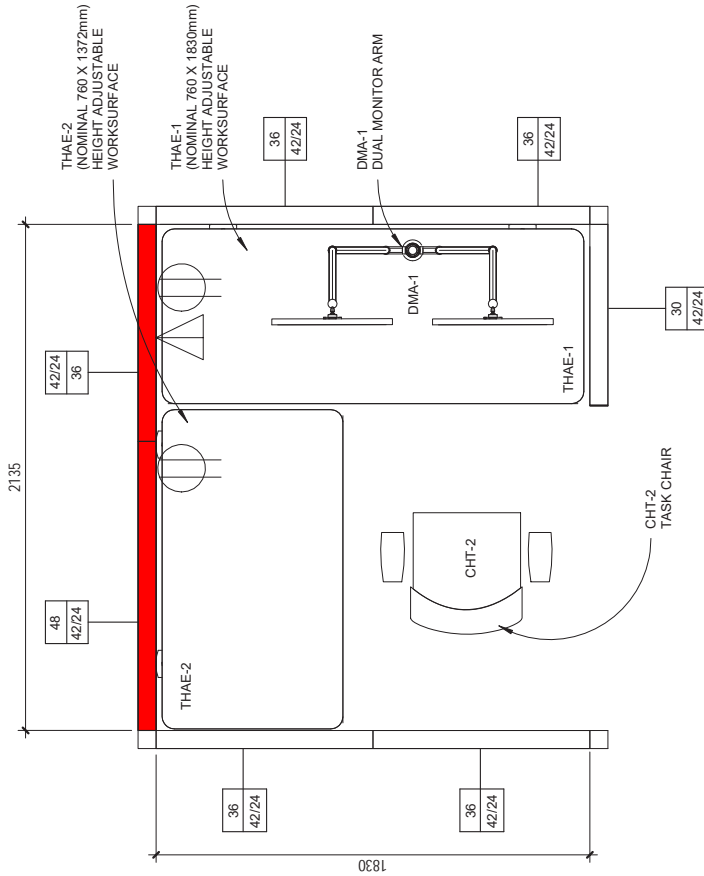 2135
48
42/24
42/24
36
THAE-2
(NOMINAL 760 X 1372mm)
HEIGHT ADJUSTABLE
WORKSURFACE
THAE-1
(NOMINAL 760 X 1830mm)
HEIGHT ADJUSTABLE
WORKSURFACE
THAE-2
36
42/24
36
42/24
DMA-1
DUAL MONITOR ARM
DMA-1
1830
CHT-2
36
42/24
36
42/24
THAE-1
CHT-2
TASK CHAIR
30
42/24